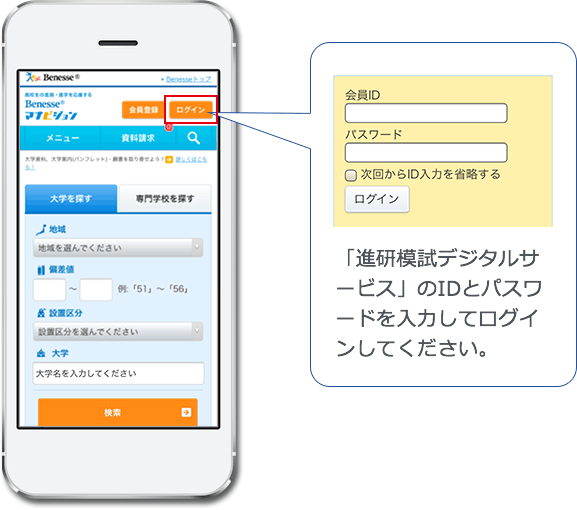 Benesse®
Benesseトップ
高校生の進路・進学を応援する
Benesse®
マナビジョン
会員登録
ログイン
メニュー
資料請求
大学資料、大学案内(パンフレット)・願書を取り寄せよう！
詳しくはこちら！
大学を探す
専門学校を探す
地域
地域を選んでください
偏差値
～ 例:「51」～「56」
設置区分
設置区分を選んでください
大学
大学名を入力してください
検索
会員ID
パスワード
次回からID入力を省略する
ログイン
「進研模試デジタルサ
ービス」のIDとパスワ
ードを入力してログイ
ンしてください。